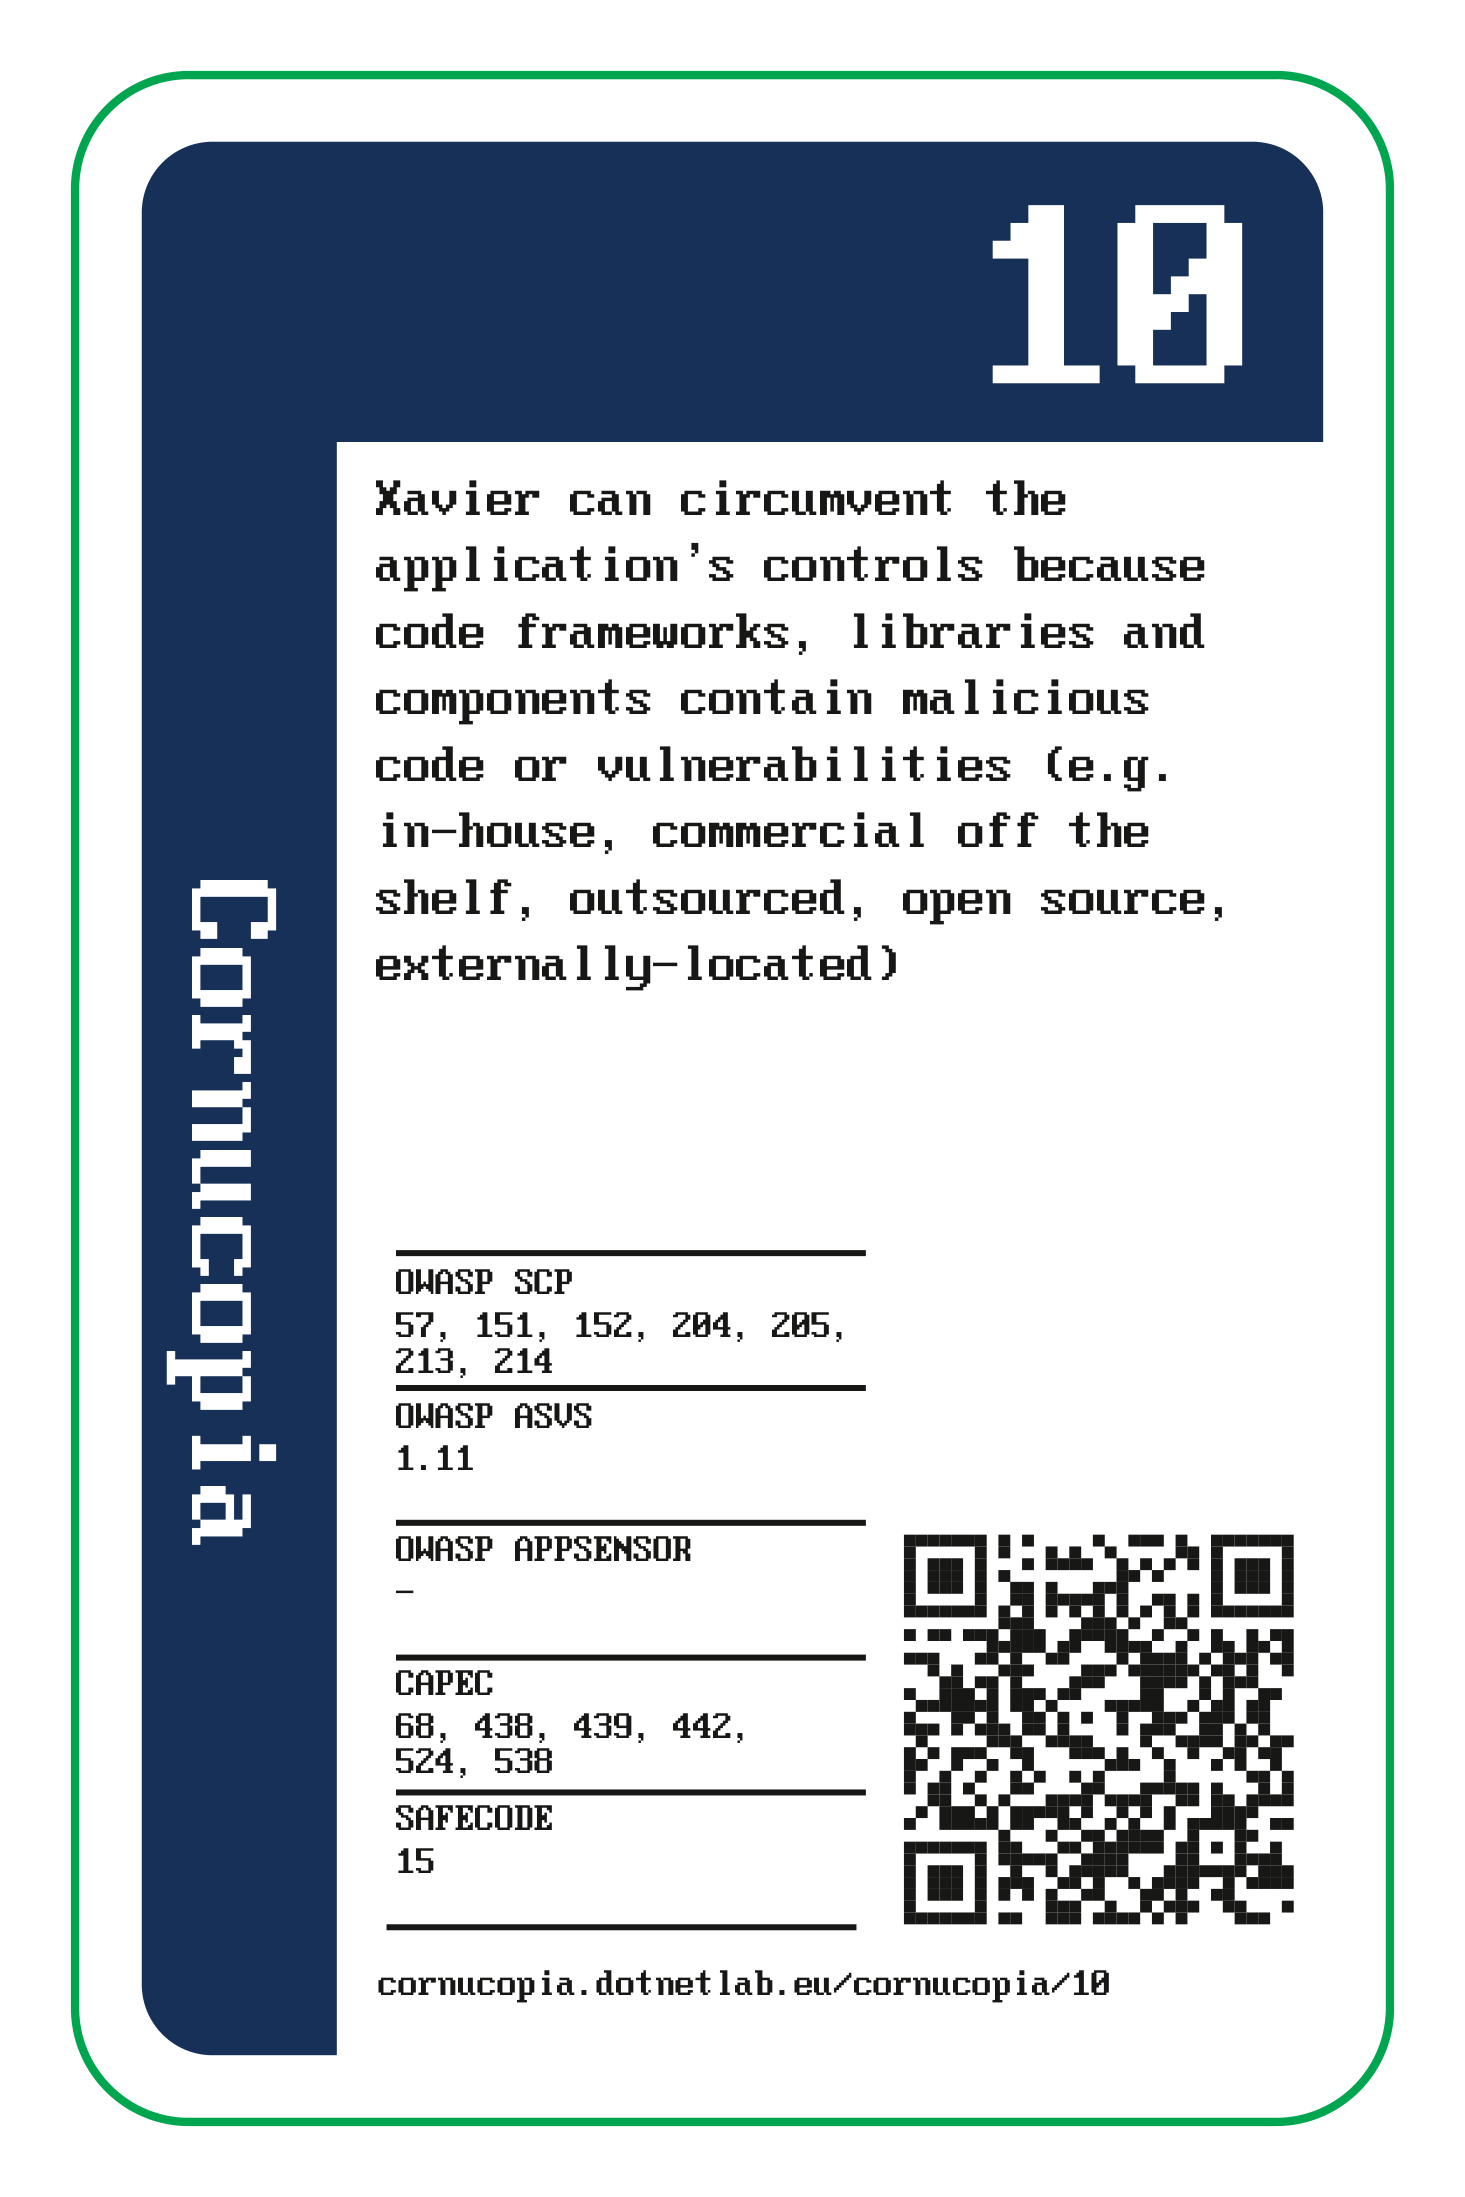 10
Xavier can circumvent the
application's controls because
code frameworks, libraries and
components contain malicious
code or vulnerabilities (e.g.
in-house, commercial off the
shelf, outsourced, open source,
externally-located)
Cornucopia
OWASP SCP
57, 151, 152, 204, 205,
213, 214
OWASP ASVS
1.11
OWASP APPSENSOR
-
CAPEC
68, 438, 439, 442,
524, 538
SAFECODE
15
cornucopia.dotnetlab.eu/cornucopia/10